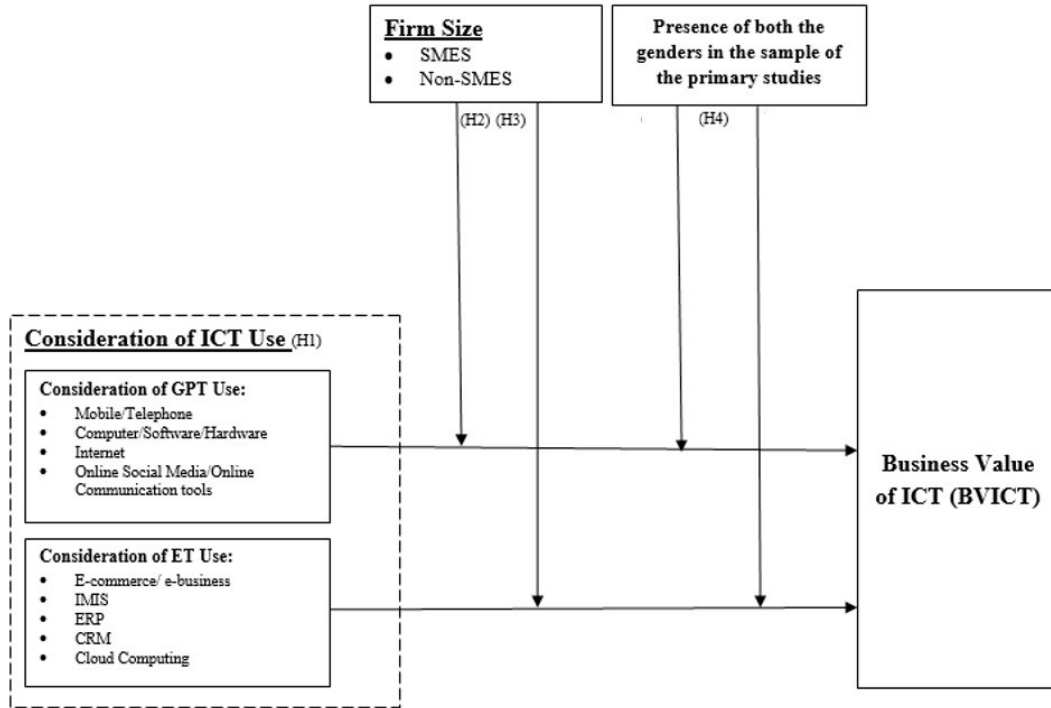 Firm Size
• SMES
• Non-SMES
Presence of both the
genders in the sample of
the primary studies
(H2) (H3)
(H4)
Consideration of ICT Use (H1)
Consideration of GPT Use:
• Mobile/Telephone
• Computer/Software/Hardware
• Internet
• Online Social Media/Online
Communication tools
Consideration of ET Use:
• E-commerce/ e-business
• IMIS
• ERP
• CRM
• Cloud Computing
Business Value
of ICT (BVICT)